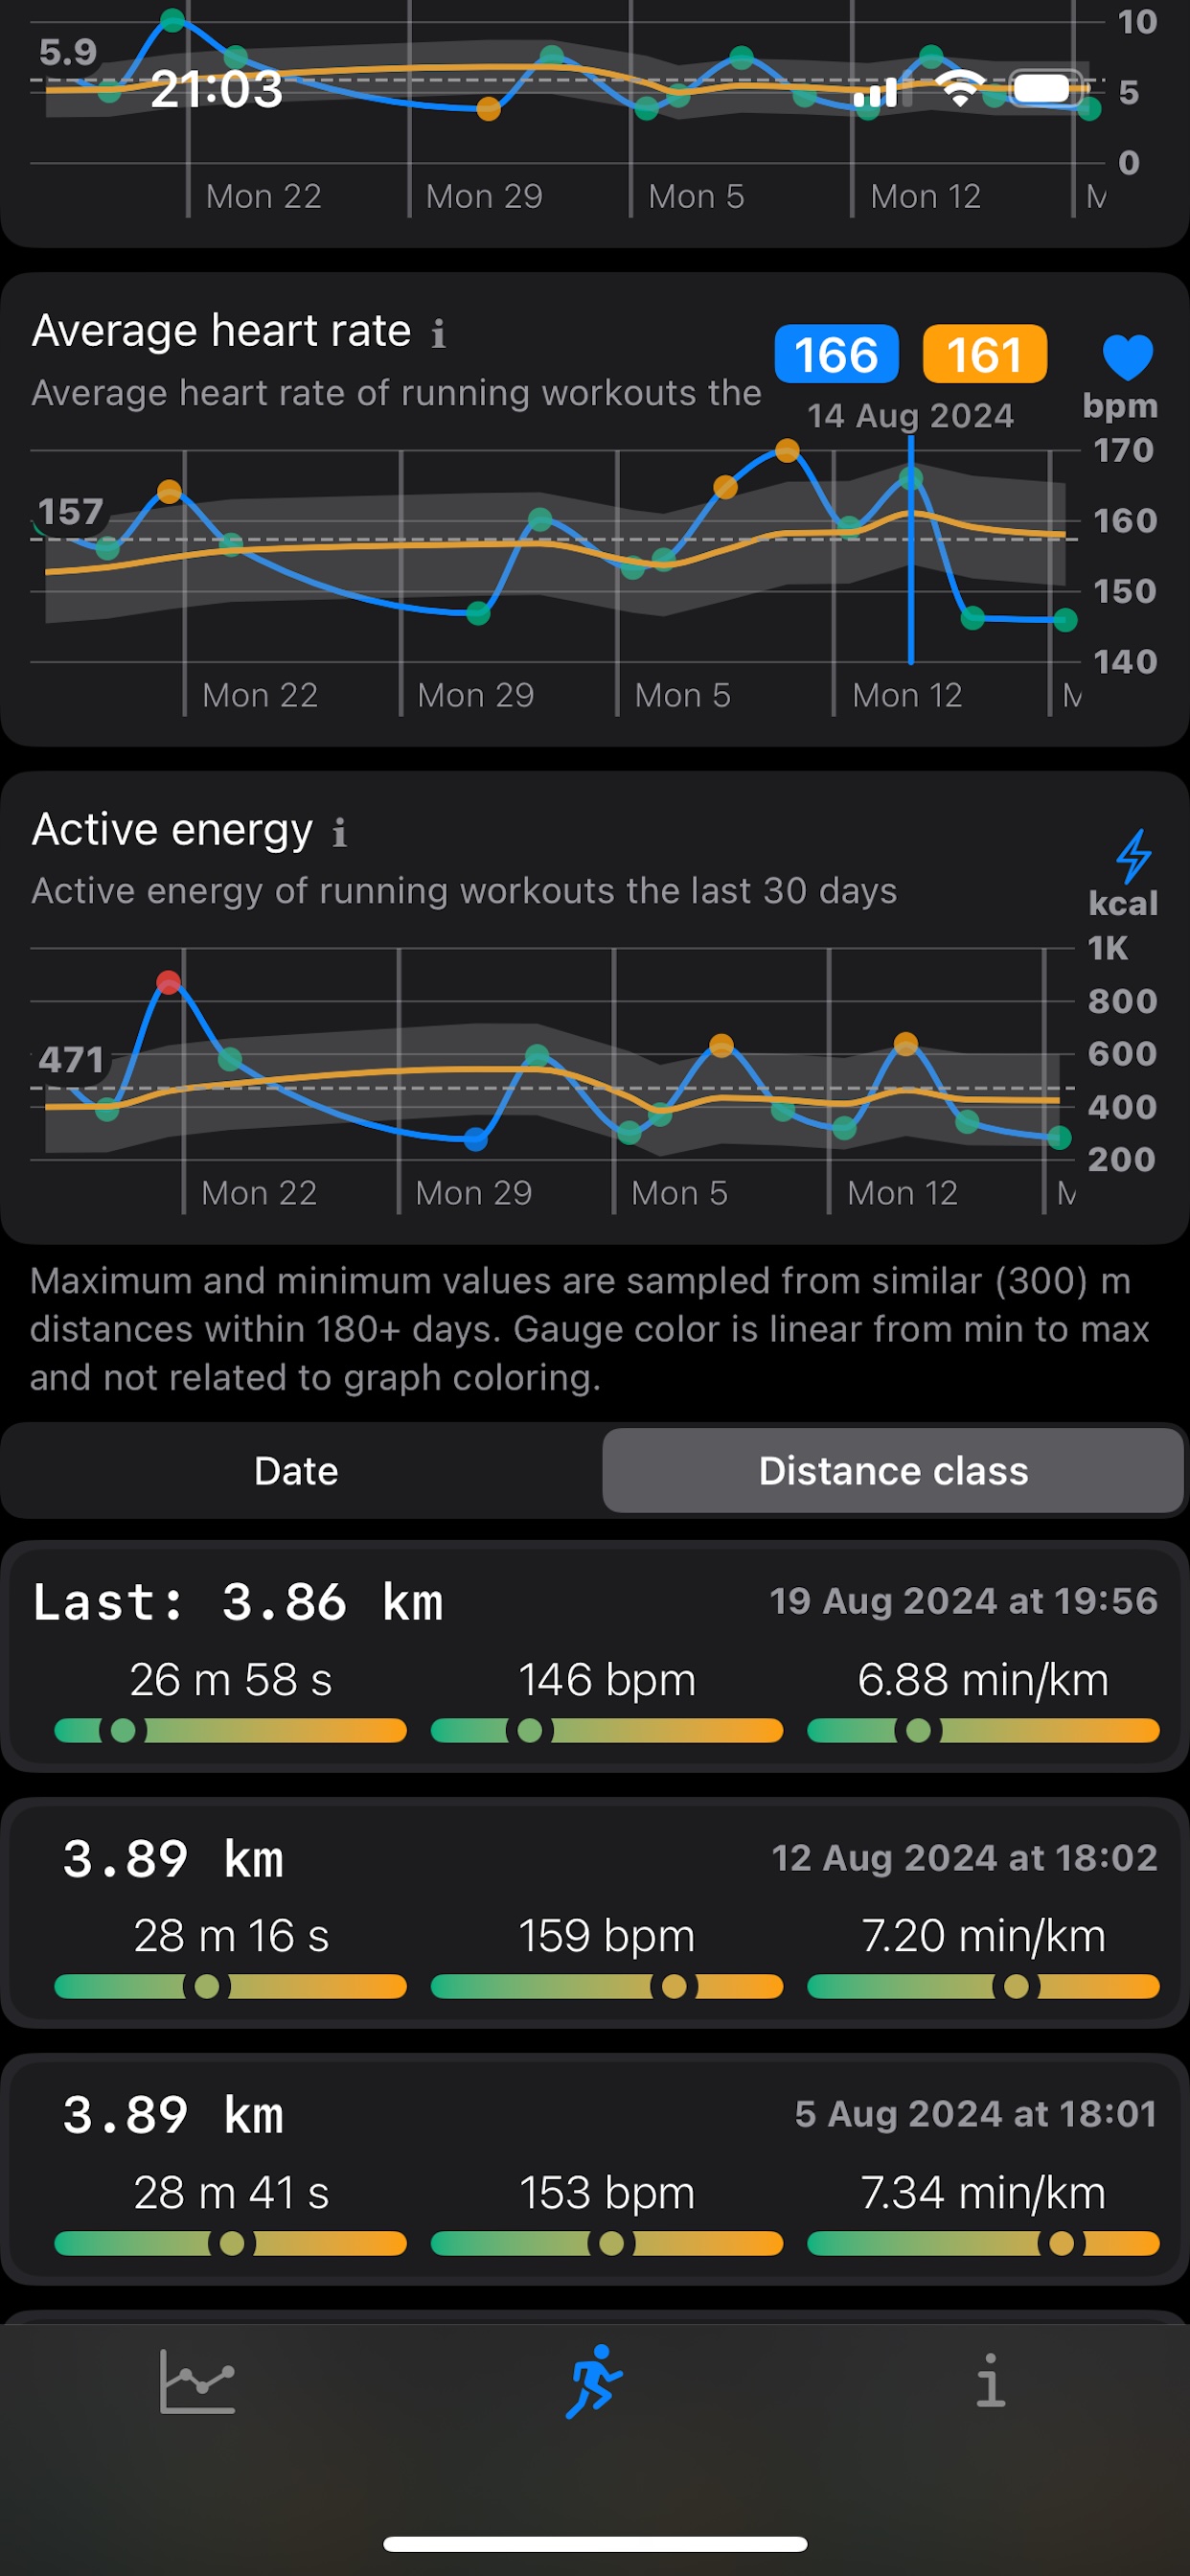 10
5.9
21:03
5
0
Mon 22
Mon 29
Mon 5
Mon 12
M
Average heart rate i
166
161
Average heart rate of running workouts the
14 Aug 2024
bpm
170
157
160
150
140
Mon 22
Mon 29
Mon 5
Mon 12
M
Active energy i
Active energy of running workouts the last 30 days
kcal
1K
800
471
600
400
200
Mon 22
Mon 29
Mon 5
Mon 12
M
Maximum and minimum values are sampled from similar (300) m
distances within 180+ days. Gauge color is linear from min to max
and not related to graph coloring.
Date
Distance class
Last: 3.86 km
19 Aug 2024 at 19:56
26 m 58 s
146 bpm
6.88 min/km
3.89 km
12 Aug 2024 at 18:02
28 m 16 s
159 bpm
7.20 min/km
3.89 km
5 Aug 2024 at 18:01
28 m 41 s
153 bpm
7.34 min/km
i